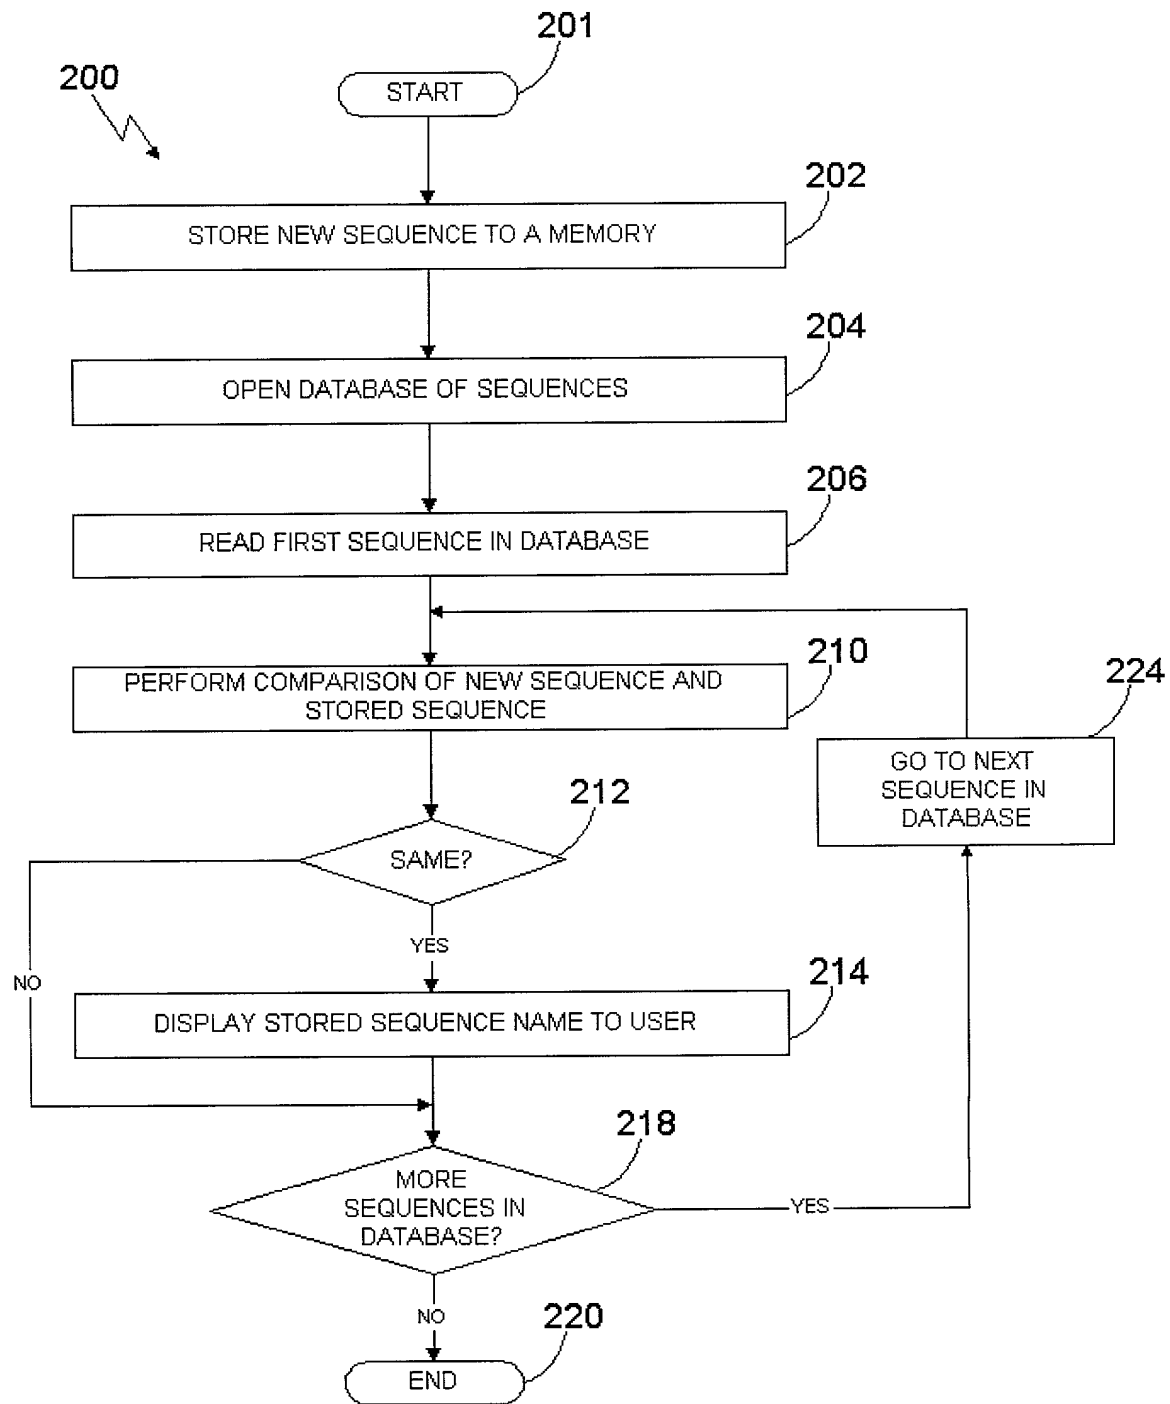 201
200
START
202
STORE NEW SEQUENCE TO A MEMORY
204
OPEN DATABASE OF SEQUENCES
206
READ FIRST SEQUENCE IN DATABASE
210
PERFORM COMPARISON OF NEW SEQUENCE AND
STORED SEQUENCE
224
GO TO NEXT
SEQUENCE IN
DATABASE
212
SAME?
YES
NO
214
DISPLAY STORED SEQUENCE NAME TO USER
218
MORE
SEQUENCES IN
DATABASE?
YES
NO
220
END